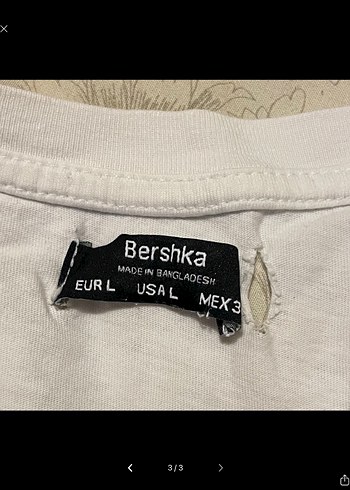 Bershka
MADE IN BANGLADESH
EUR L USA L MEX 3
3/3